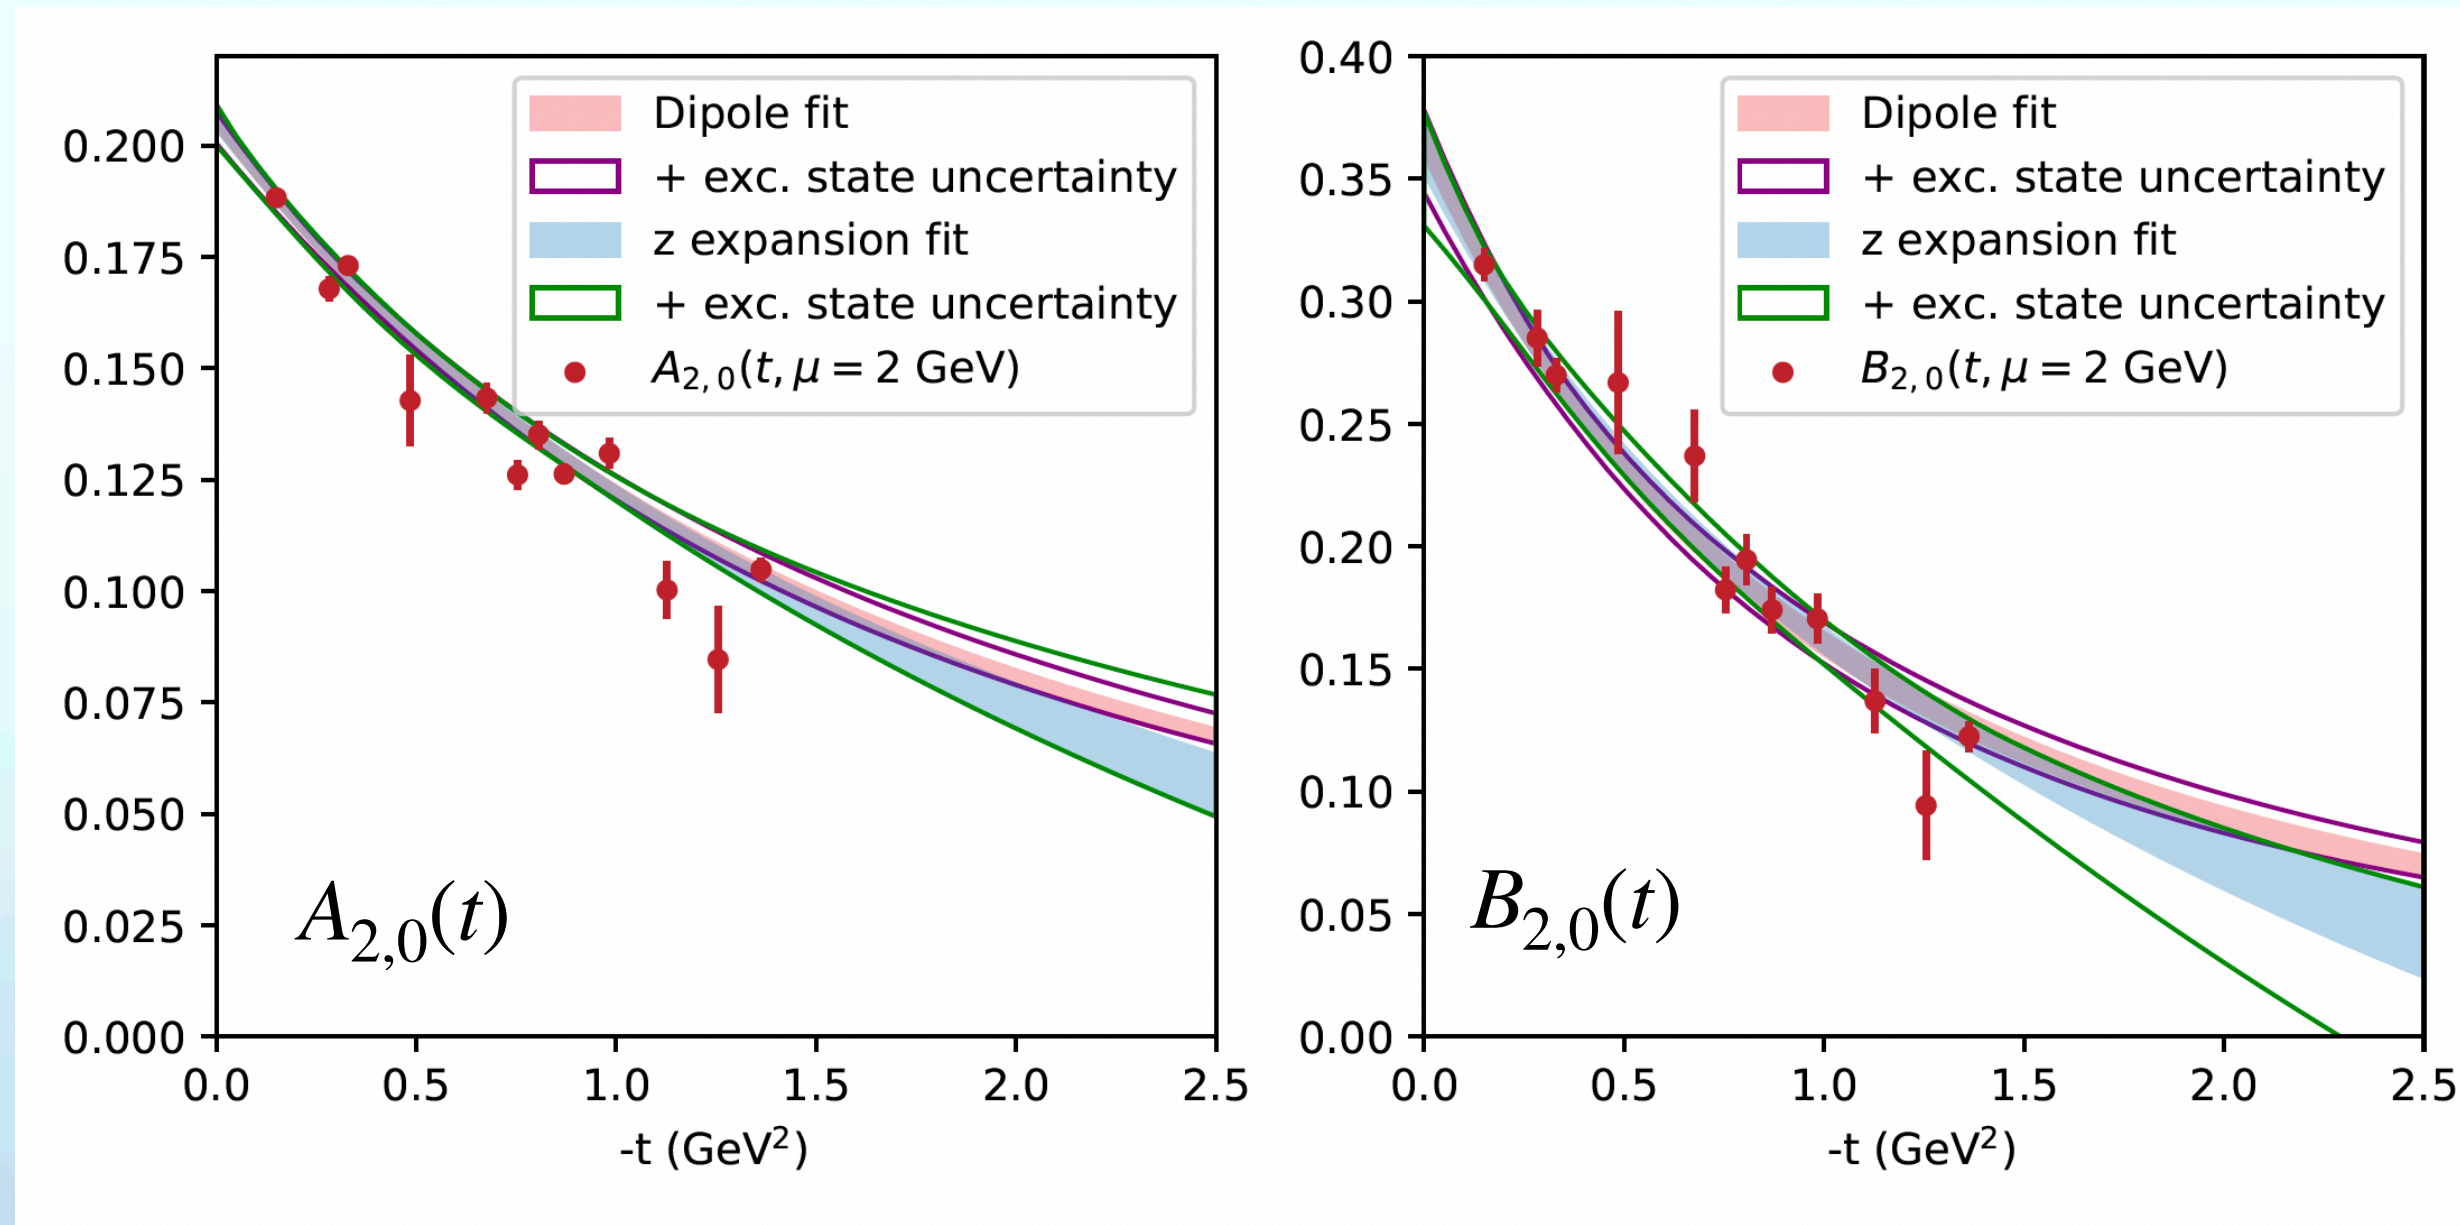 Dipole fit
+ exc. state uncertainty
z expansion fit
+ exc. state uncertainty
A2,0(t, μ = 2 GeV)
0.200
0.175
0.150
0.125
0.100
0.075
0.050
0.025
0.000
A2,0(t)
0.0 0.5 1.0 1.5 2.0 2.5
-t (GeV²)
Dipole fit
+ exc. state uncertainty
z expansion fit
+ exc. state uncertainty
B2,0(t, μ = 2 GeV)
0.40
0.35
0.30
0.25
0.20
0.15
0.10
0.05
0.00
B2,0(t)
0.0 0.5 1.0 1.5 2.0 2.5
-t (GeV²)